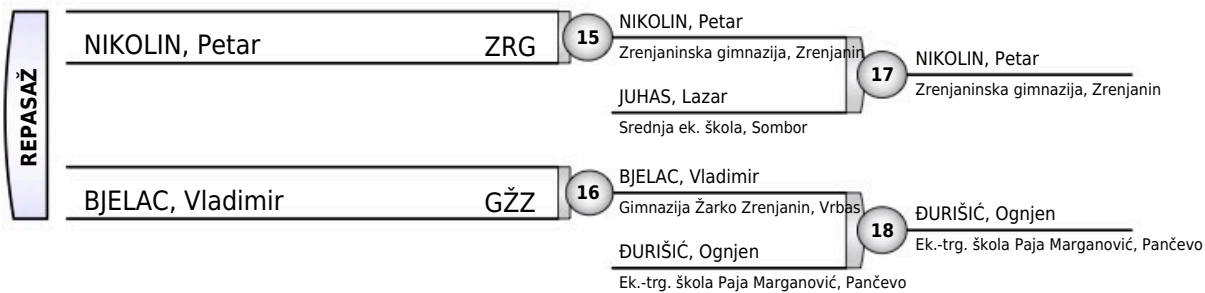 REPASAŽ
NIKOLIN, Petar ZRG
15
NIKOLIN, Petar
Zrenjaninska gimnazija, Zrenjanin
JUHAS, Lazar
Srednja ek. škola, Sombor
17
NIKOLIN, Petar
Zrenjaninska gimnazija, Zrenjanin
BJELAC, Vladimir GŽZ
16
BJELAC, Vladimir
Gimnazija Žarko Zrenjanin, Vrbas
ĐURIŠIĆ, Ognjen
Ek.-trg. škola Paja Marganović, Pančevo
18
ĐURIŠIĆ, Ognjen
Ek.-trg. škola Paja Marganović, Pančevo